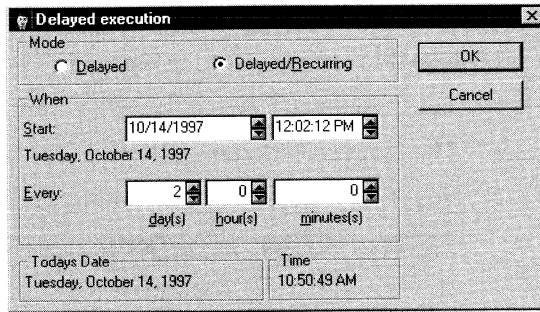 Delayed execution
Mode
Delayed
Delayed/Recurring
OK
Cancel
When
Start:
10/14/1997
12:02:12 PM
Tuesday, October 14, 1997
Every:
2
0
0
day(s)
hour(s)
minutes(s)
Todays Date
Tuesday, October 14, 1997
Time
10:50:49 AM